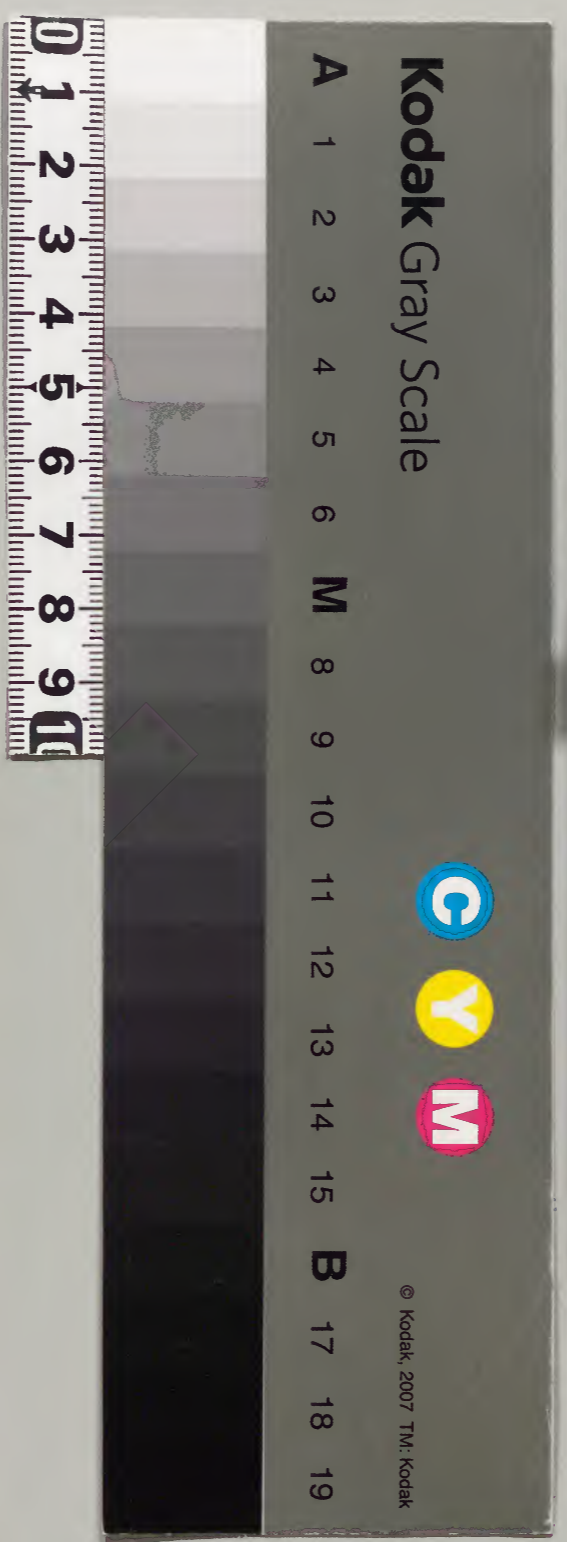 Kodak Gray Scale
C Y M
© Kodak, 2007 TM: Kodak
A 1 2 3 4 5 6 M 8 9 10 11 12 13 14 15 B 17 18 19
0 1 2 3 4 5 6 7 8 9 10